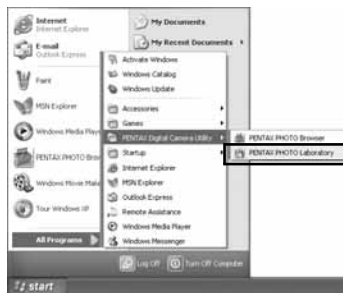 Internet
Internet Explorer
E-mail
Outlook Express
Paint
MSN Explorer
Windows Media Play
PENTAX PHOTO Brow
Windows Movie Make
Tour Windows XP
All Programs
My Documents
My Recent Documents
Activate Windows
Windows Catalog
Windows Update
Accessories
Games
PENTAX Digital Camera Utility
Startup
Internet Explorer
MSN Explorer
Outlook Express
Remote Assistance
Windows Media Player
Windows Messenger
PENTAX PHOTO Browser
PENTAX PHOTO Laboratory
Log Off
Turn Off Computer
start